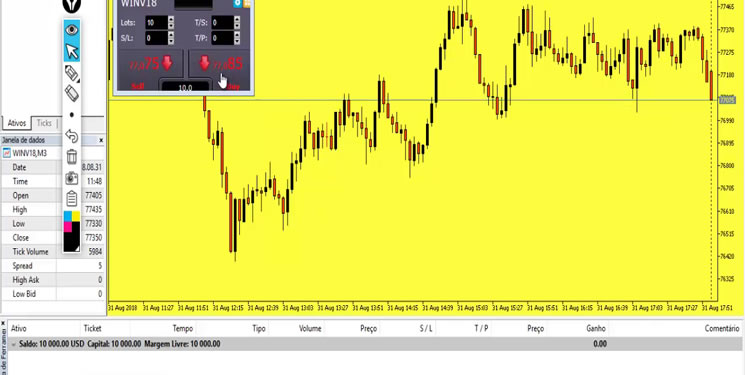 WINV18
Lots: 10 T/S: 0
S/L: 0 T/P: 0
10.0
77465
77370
77275
77180
77085
76990
76895
76800
76705
76610
76515
76420
76325
Ativos Ticks
Janela de dados x
WINV18,M3
Date 8.08.31
Time 11:48
Open 77405
High 77435
Low 77330
Close 77350
Tick Volume 5984
Spread 5
High Ask 0
Low Bid 0
31 Aug 2018 31 Aug 11:27 31 Aug 11:51 31 Aug 12:15 31 Aug 12:39 31 Aug 13:03 31 Aug 13:27 31 Aug 13:51 31 Aug 14:15 31 Aug 14:39 31 Aug 15:03 31 Aug 15:27 31 Aug 15:51 31 Aug 16:15 31 Aug 16:39 31 Aug 17:03 31 Aug 17:27 31 Aug 17:51
Ativo Ticket Tempo Tipo Volume Preço S / L T / P Preço Ganho Comentário
Saldo: 10 000.00 USD Capital: 10 000.00 Margem Livre: 10 000.00 0.00